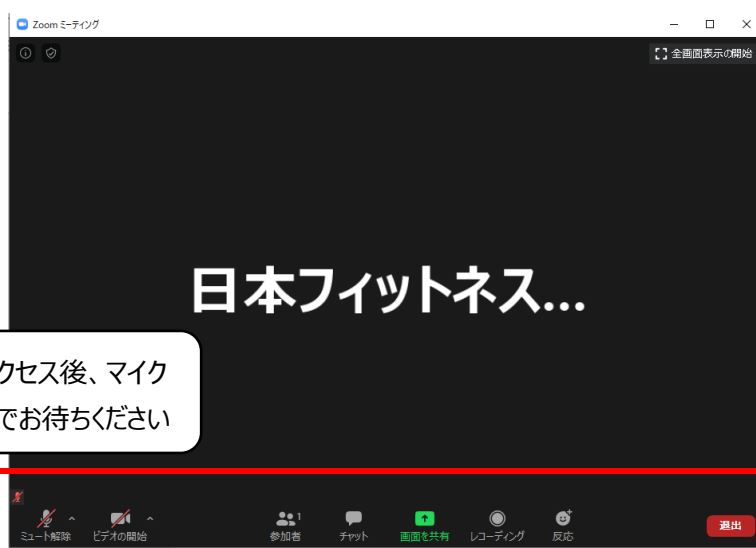 Zoom ミーティング
全画面表示の開始
日本フィットネス...
クセス後、マイク
でお待ちください
ミュート解除 ビデオの開始 参加者 1 チャット 画面を共有 レコーディング 反応 退出